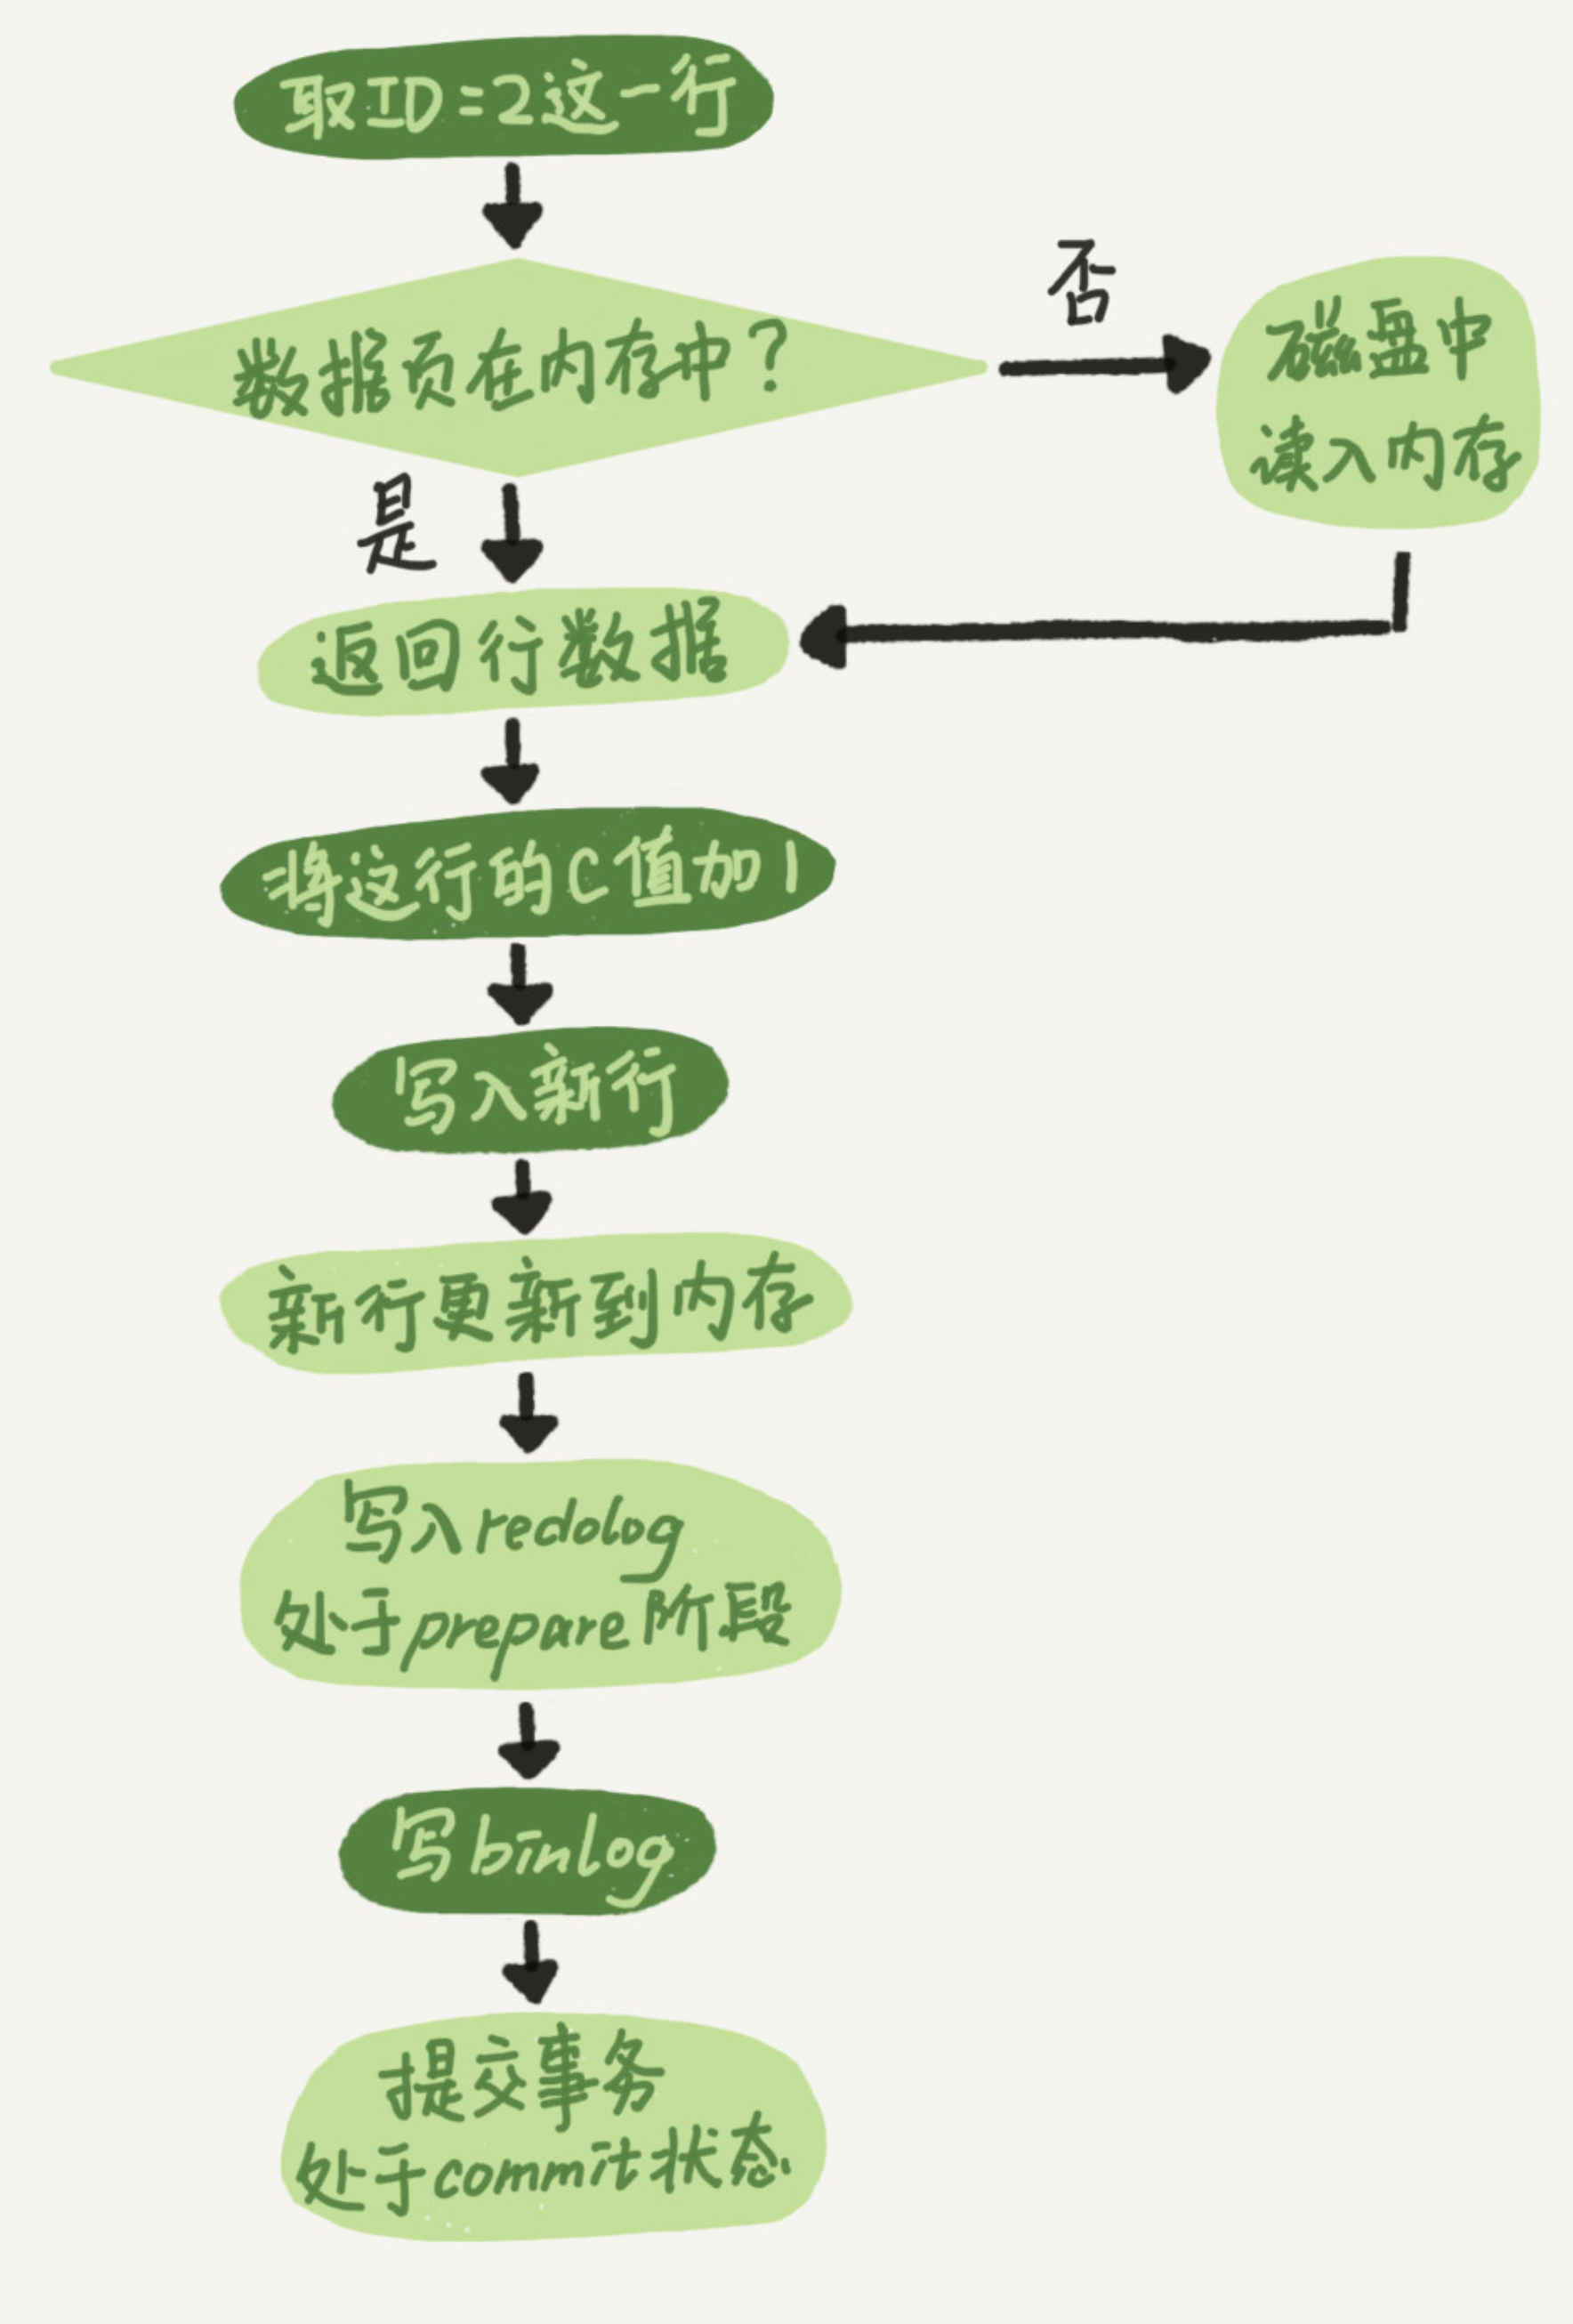 取ID=2这一行
数据页在内存中?
否
磁盘中
读入内存
是
返回行数据
将这行的C值加1
写入新行
新行更新到内存
写入redolog
处于prepare阶段
写binlog
提交事务
处于commit状态